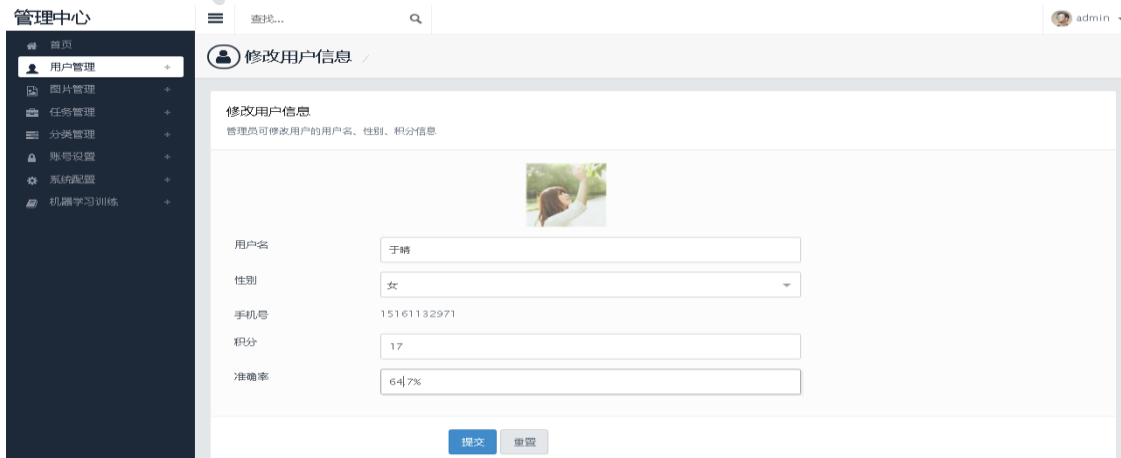 管理中心
查找...
admin
首页
用户管理 +
图片管理 +
任务管理 +
分类管理 +
账号设置 +
系统配置 +
机器学习训练 +
修改用户信息 /
修改用户信息
管理员可修改用户的用户名、性别、积分信息
用户名 于晴
性别 女
手机号 15161132971
积分 17
准确率 64.7%
提交 重置